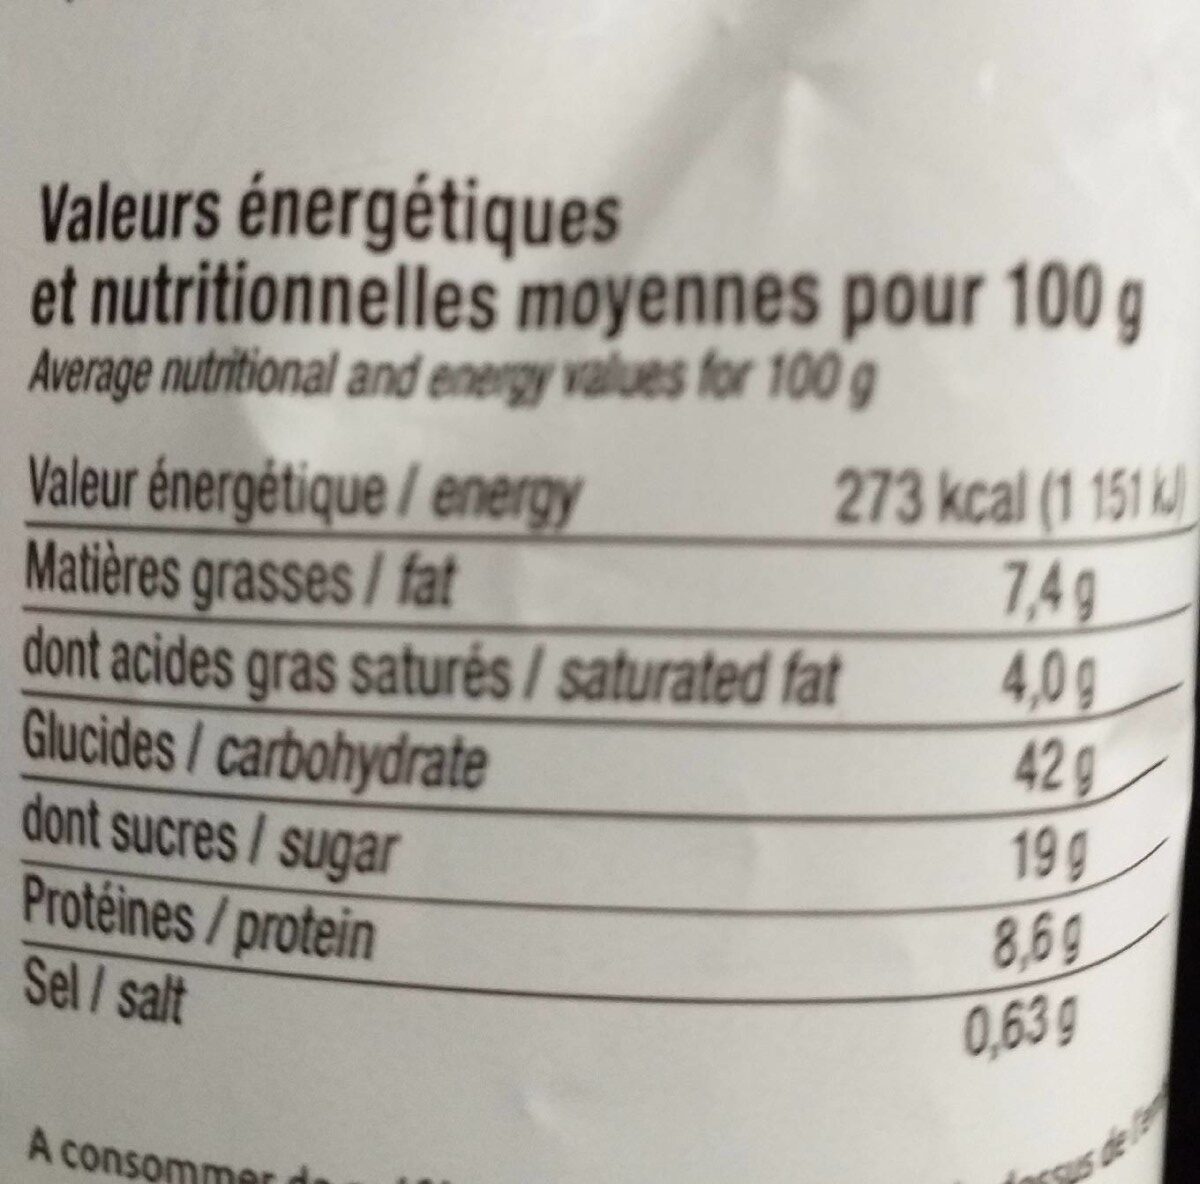 Valeurs énergétiques
et nutritionnelles moyennes pour 100 g
Average nutritional and energy values for 100 g
Valeur énergétique / energy 273 kcal (1 151 kJ)
Matières grasses / fat 7,4 g
dont acides gras saturés / saturated fat 4,0 g
Glucides / carbohydrate 42 g
dont sucres / sugar 19 g
Protéines / protein 8,6 g
Sel / salt 0,63 g
A consommer de